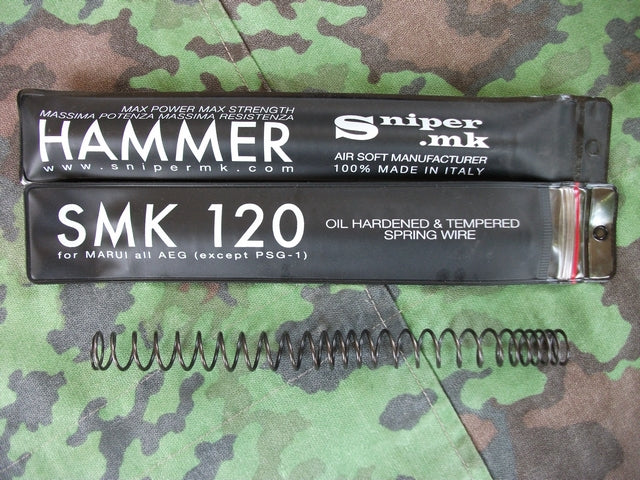 MAX POWER MAX STRENGTH
MASSIMA POTENZA MASSIMA RESISTENZA
HAMMER
www.snipermk.com
Sniper
.mk
AIR SOFT MANUFACTURER
100% MADE IN ITALY
SMK 120
for MARUI all AEG (except PSG-1)
OIL HARDENED & TEMPERED
SPRING WIRE